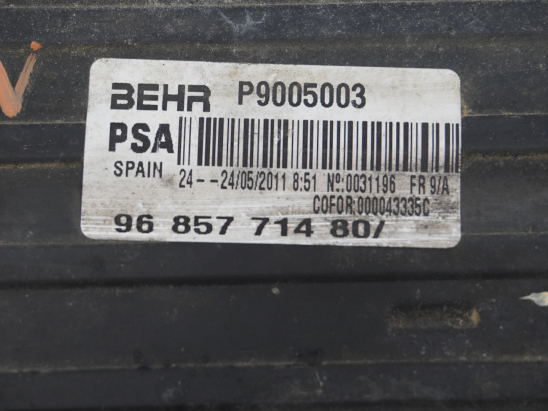 BEHR P9005003
PSA
SPAIN 24--24/05/2011 8:51 No:0031196 FR 9/A
COFOR:000043335C
96 857 714 80/